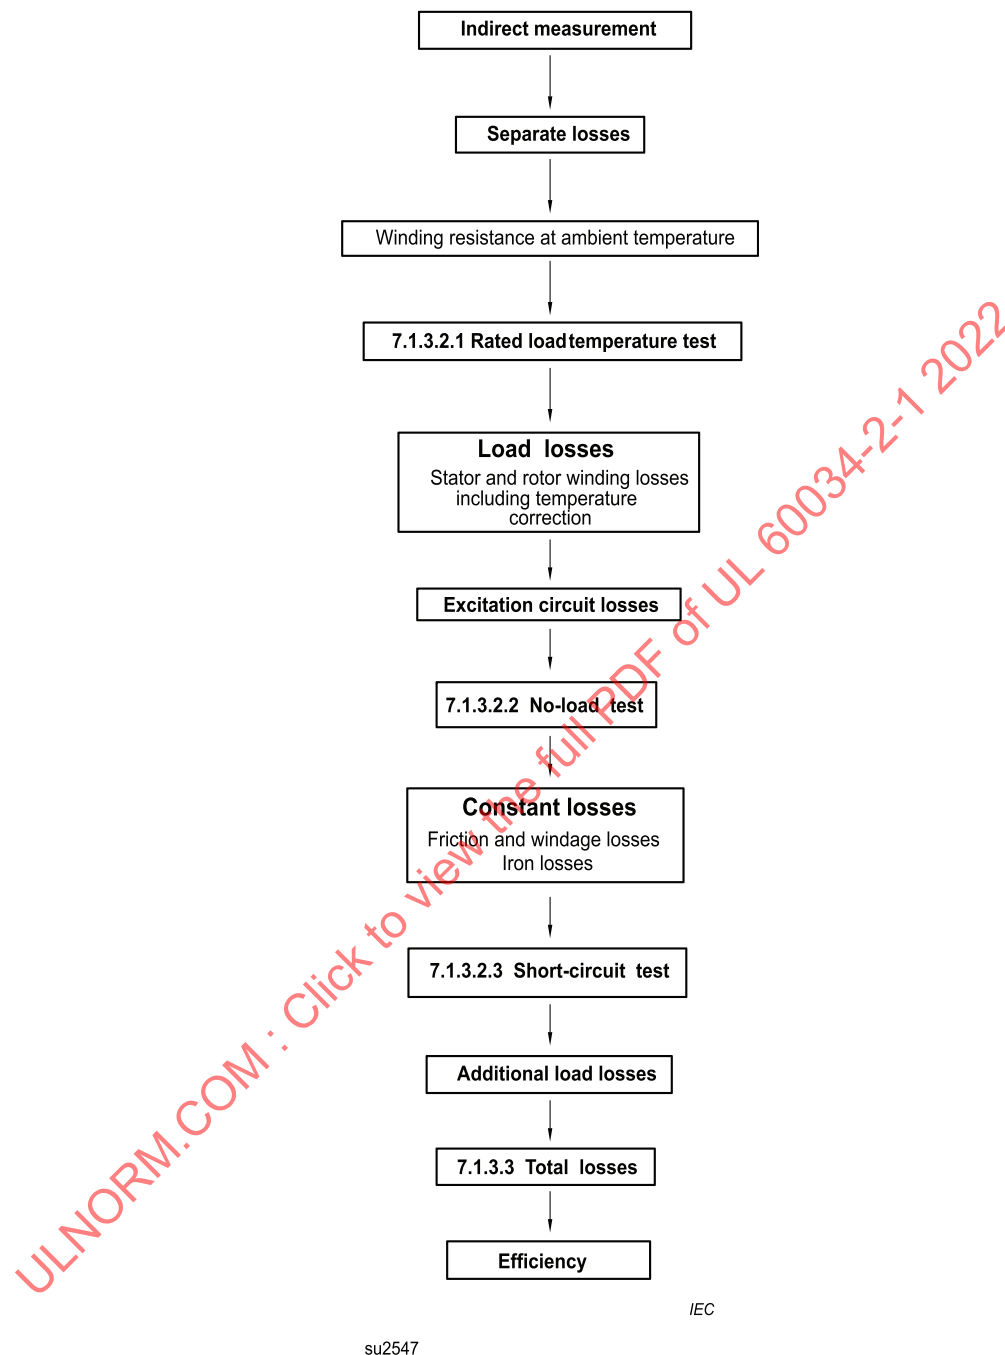 Indirect measurement
Separate losses
Winding resistance at ambient temperature
7.1.3.2.1 Rated load temperature test
Load losses
Stator and rotor winding losses
including temperature
correction
Excitation circuit losses
7.1.3.2.2 No-load test
Constant losses
Friction and windage losses
Iron losses
7.1.3.2.3 Short-circuit test
Additional load losses
7.1.3.3 Total losses
Efficiency
IEC
su2547
ULNORM.COM : Click to view the full PDF of UL 60034-2-1 2022